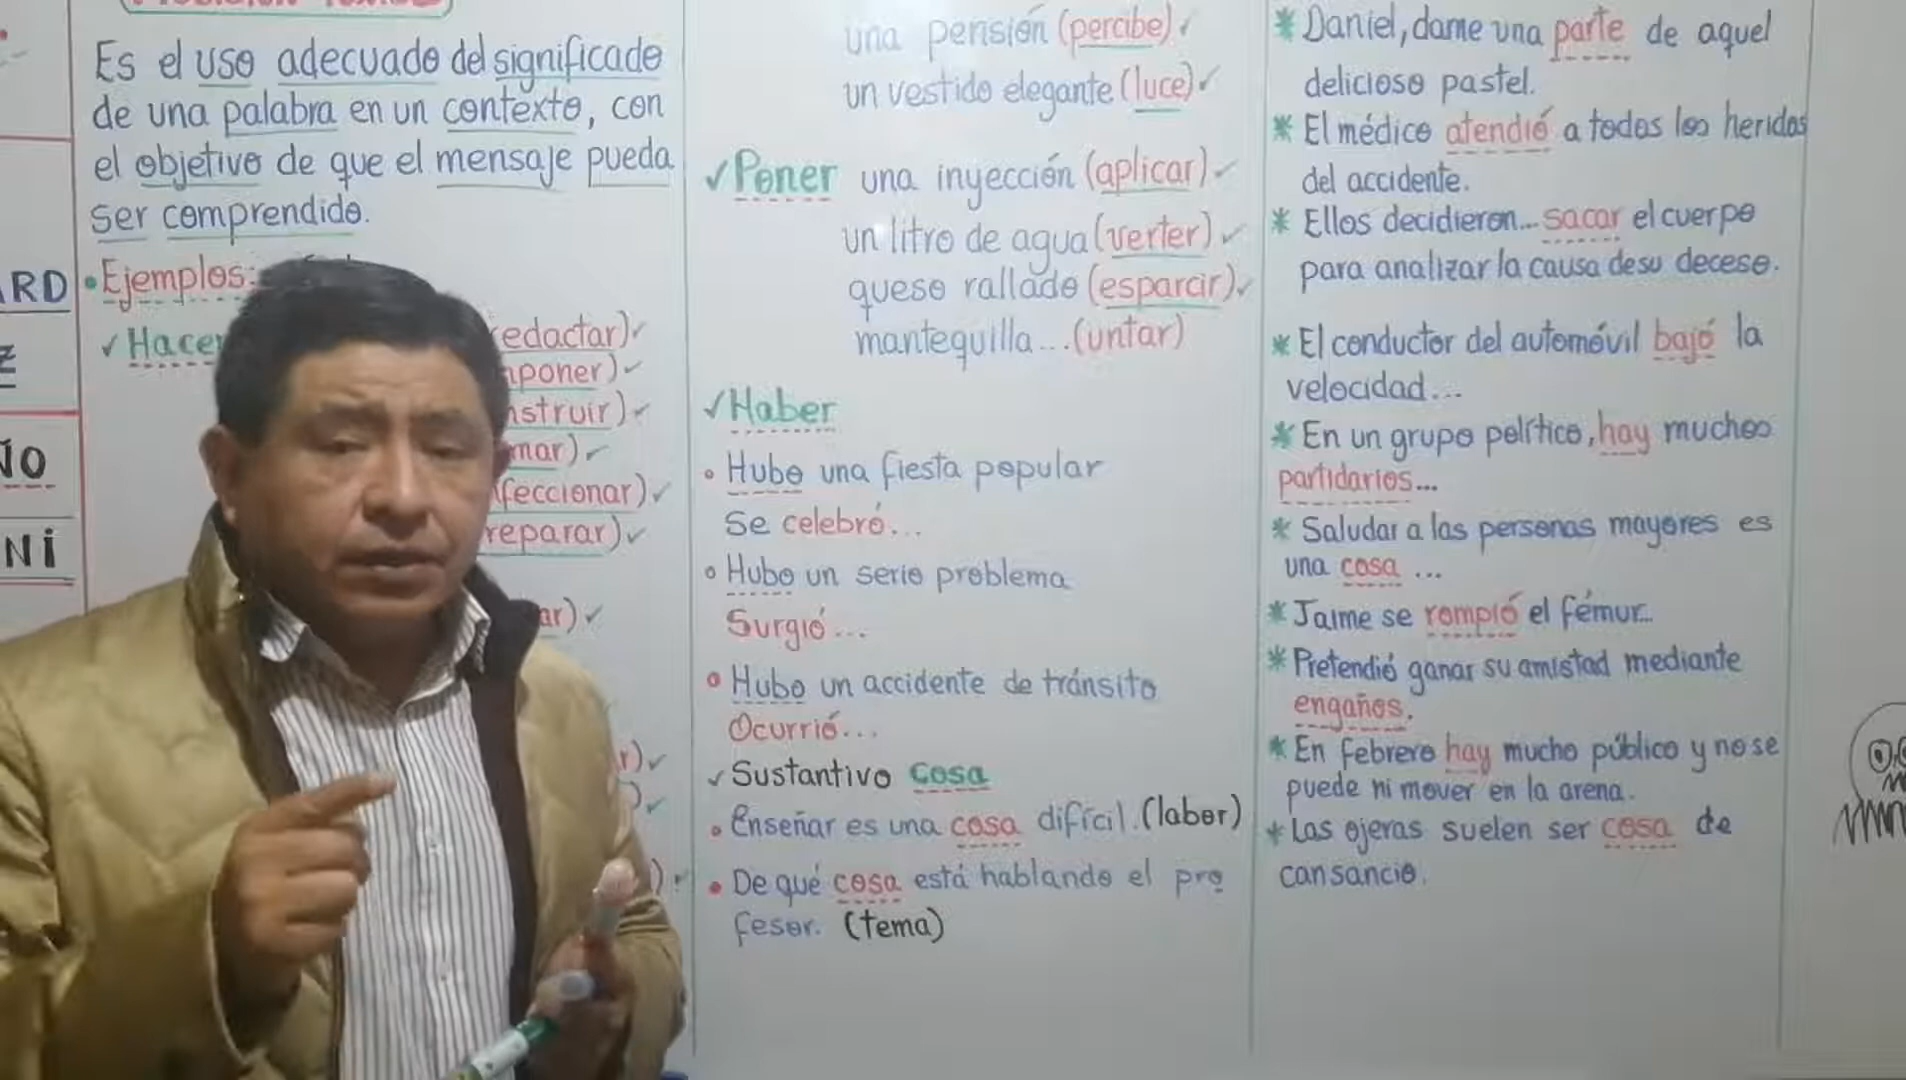 Es el uso adecuado del significado
de una palabra en un contexto, con
el objetivo de que el mensaje pueda
ser comprendido.
• Ejemplos:
✓ Hacer
redactar) ✓
poner) ✓
struir) ✓
mar) ✓
feccionar) ✓
reparar) ✓
ar) ✓
r) ✓
) ✓
ARD
Z
ÑO
Ni
una pensión (percibe) ✓
un vestido elegante (luce) ✓
✓ Poner una inyección (aplicar) ✓
un litro de agua (verter) ✓
queso rallado (esparcir) ✓
mantequilla... (untar)
✓ Haber
• Hubo una fiesta popular
Se celebró...
• Hubo un serio problema
Surgió...
• Hubo un accidente de tránsito
Ocurrió...
✓ Sustantivo cosa
• Enseñar es una cosa difícil. (labor)
• De qué cosa está hablando el pro
fesor. (tema)
* Daniel, dame una parte de aquel
delicioso pastel.
* El médico atendió a todos los heridos
del accidente.
* Ellos decidieron... sacar el cuerpo
para analizar la causa de su deceso.
* El conductor del automóvil bajó la
velocidad...
* En un grupo político, hay muchos
partidarios...
* Saludar a las personas mayores es
una cosa ...
* Jaime se rompió el fémur...
* Pretendió ganar su amistad mediante
engaños.
* En febrero hay mucho público y no se
puede ni mover en la arena.
* Las ojeras suelen ser cosa de
cansancio.